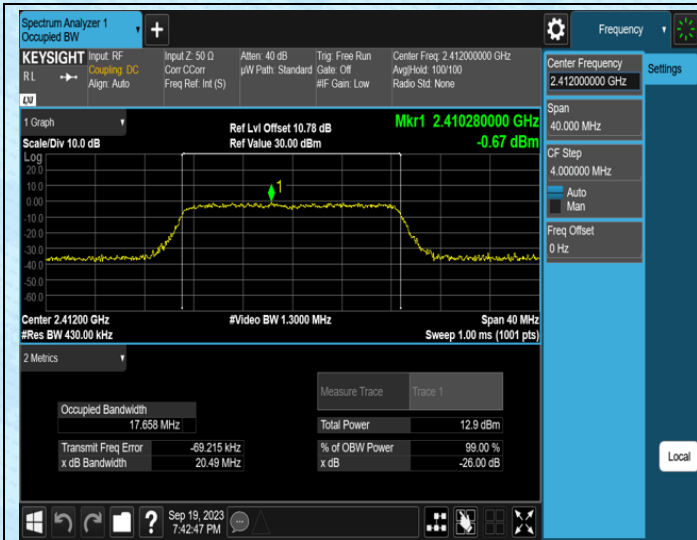 Spectrum Analyzer 1
Occupied BW
+
Frequency
KEYSIGHT
RL
Input: RF
Coupling: DC
Align: Auto
Input Z: 50 Ω
Corr CCorr
Freq Ref: Int (S)
Atten: 40 dB
µW Path: Standard
Trig: Free Run
Gate: Off
#IF Gain: Low
Center Freq: 2.412000000 GHz
Avg|Hold: 100/100
Radio Std: None
LXI
1 Graph
Scale/Div 10.0 dB
Ref Lvl Offset 10.78 dB
Ref Value 30.00 dBm
Mkr1 2.410280000 GHz
-0.67 dBm
Log
20.0
10.0
0.00
-10.0
-20.0
-30.0
-40.0
-50.0
-60.0
1
Center 2.41200 GHz
#Res BW 430.00 kHz
#Video BW 1.3000 MHz
Span 40 MHz
Sweep 1.00 ms (1001 pts)
2 Metrics
Measure Trace
Trace 1
Occupied Bandwidth
17.658 MHz
Total Power 12.9 dBm
Transmit Freq Error -69.215 kHz
% of OBW Power 99.00 %
x dB Bandwidth 20.49 MHz
x dB -26.00 dB
Center Frequency
2.412000000 GHz
Settings
Span
40.000 MHz
CF Step
4.000000 MHz
Auto
Man
Freq Offset
0 Hz
Local
?
Sep 19, 2023
7:42:47 PM